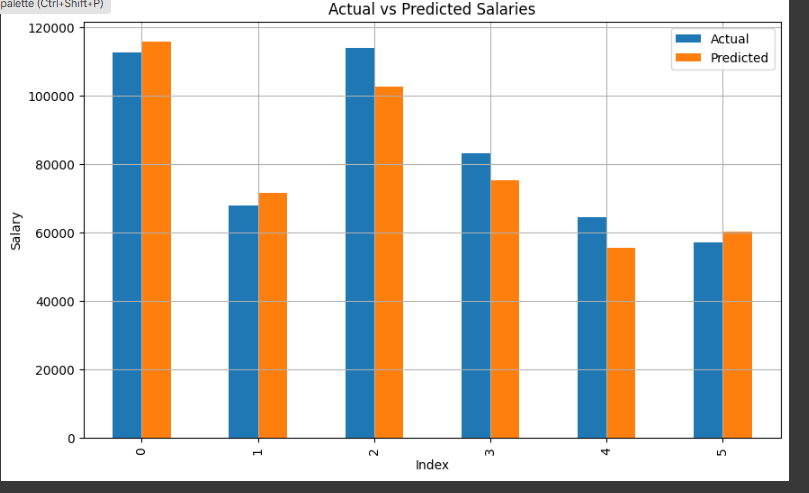 palette (Ctrl+Shift+P)
Actual vs Predicted Salaries
120000
100000
80000
60000
40000
20000
0
Salary
Actual
Predicted
0 1 2 3 4 5
Index